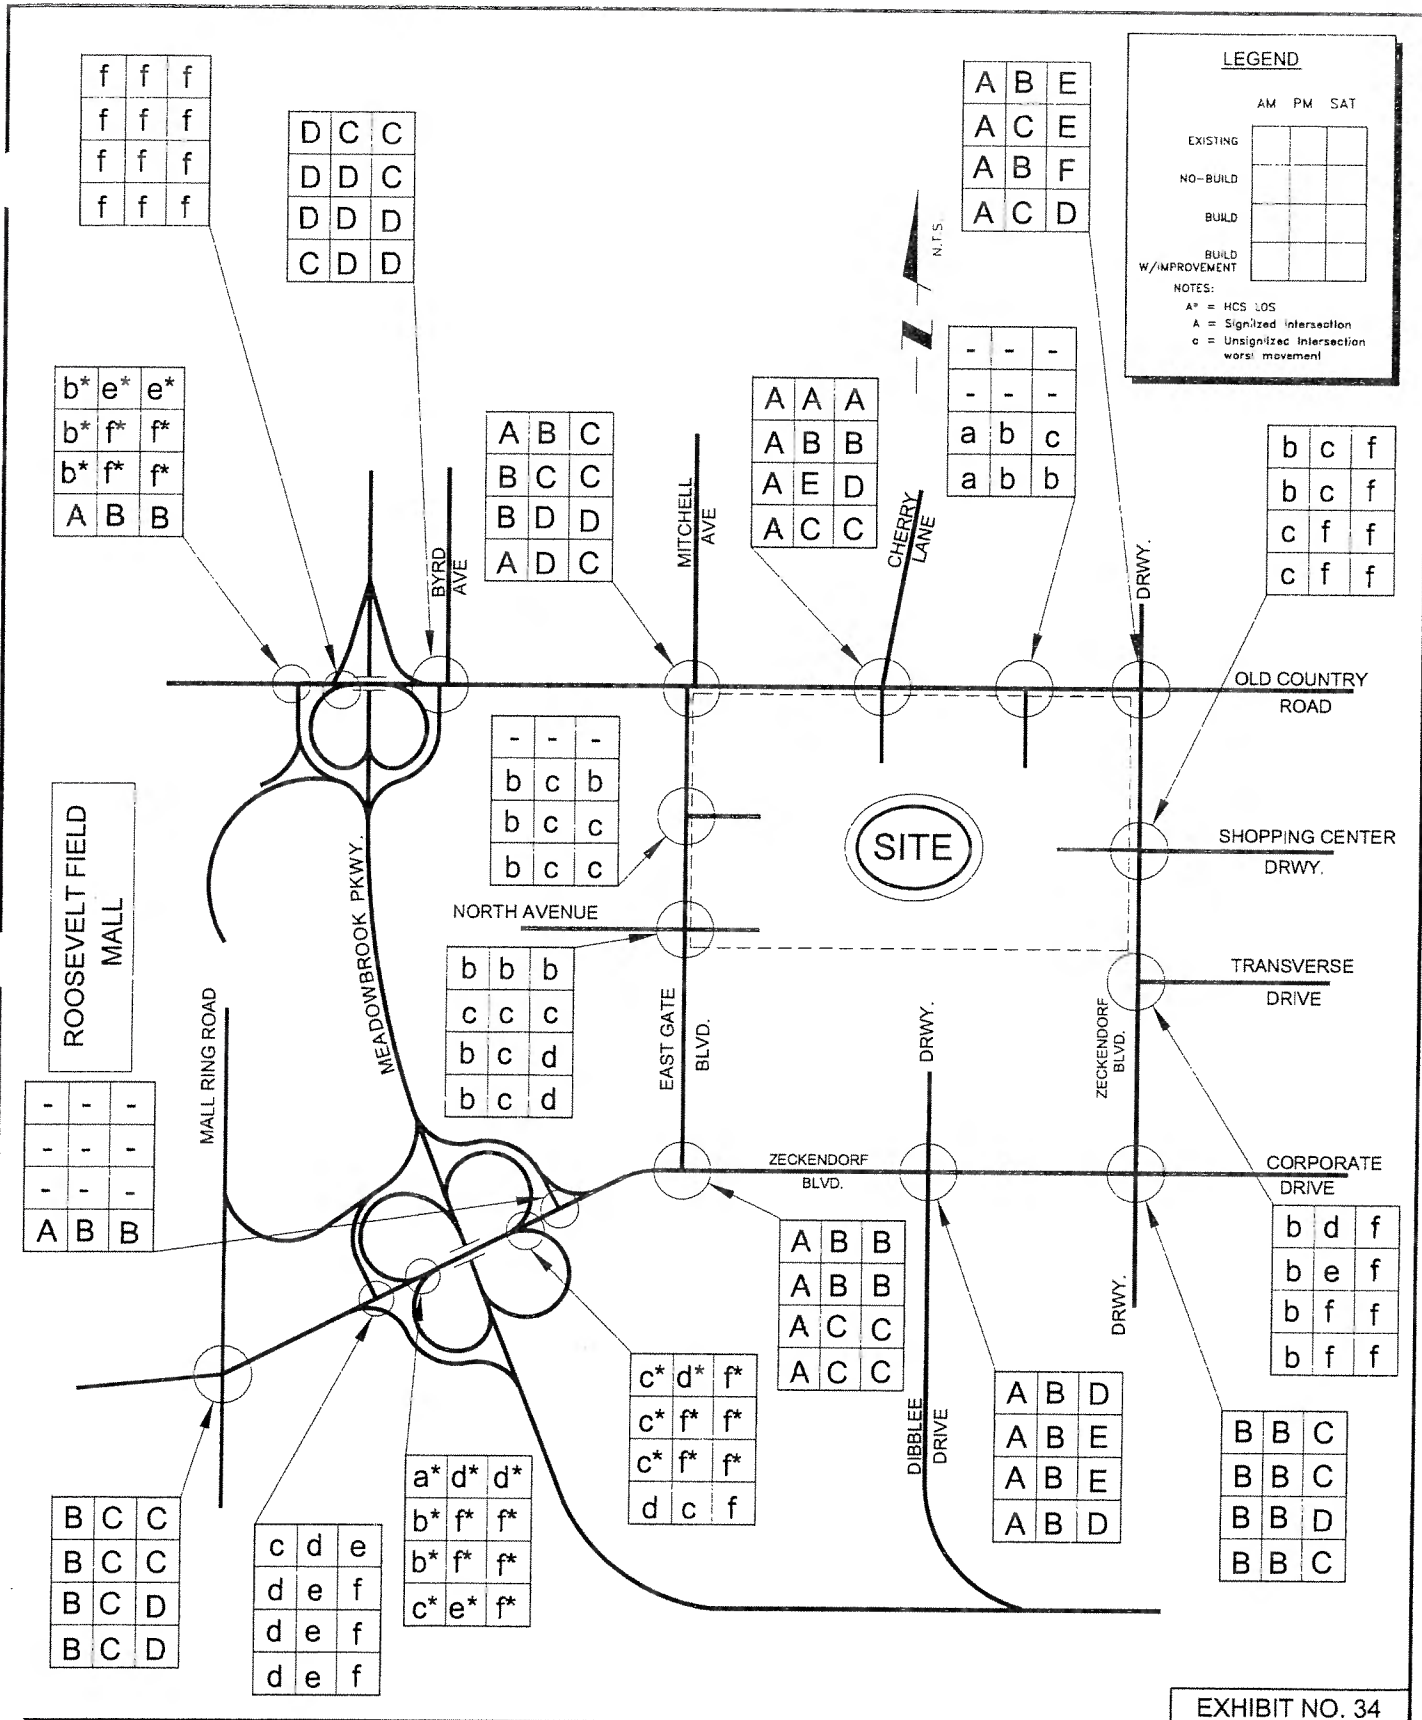 f f f
f f f
f f f
f f f
D C C
D D C
D D D
C D D
A B E
A C E
A B F
A C D
LEGEND
AM PM SAT
EXISTING
NO-BUILD
BUILD
BUILD
W/IMPROVEMENT
NOTES:
A* = HCS LOS
A = Signilzed Intersection
c = Unsignlized Intersection
worst movement
N.T.S.
- - -
- - -
a b c
a b b
b* e* e*
b* f* f*
b* f* f*
A B B
A B C
B C C
B D D
A D C
A A A
A B B
A E D
A C C
b c f
b c f
c f f
c f f
BYRD
AVE
MITCHELL
AVE
CHERRY
LANE
DRWY.
OLD COUNTRY
ROAD
- - -
b c b
b c c
b c c
SITE
SHOPPING CENTER
DRWY.
ROOSEVELT FIELD
MALL
MEADOWBROOK PKWY.
NORTH AVENUE
b b b
c c c
b c d
b c d
TRANSVERSE
DRIVE
MALL RING ROAD
EAST GATE
BLVD.
DRWY.
ZECKENDORF
BLVD.
- - -
- - -
- - -
A B B
ZECKENDORF
BLVD.
CORPORATE
DRIVE
A B B
A B B
A C C
A C C
b d f
b e f
b f f
b f f
DRWY.
DIBBLEE
DRIVE
c* d* f*
c* f* f*
c* f* f*
d c f
A B D
A B E
A B E
A B D
B B C
B B C
B B D
B B C
a* d* d*
b* f* f*
b* f* f*
c* e* f*
B C C
B C C
B C D
B C D
c d e
d e f
d e f
d e f
EXHIBIT NO. 34